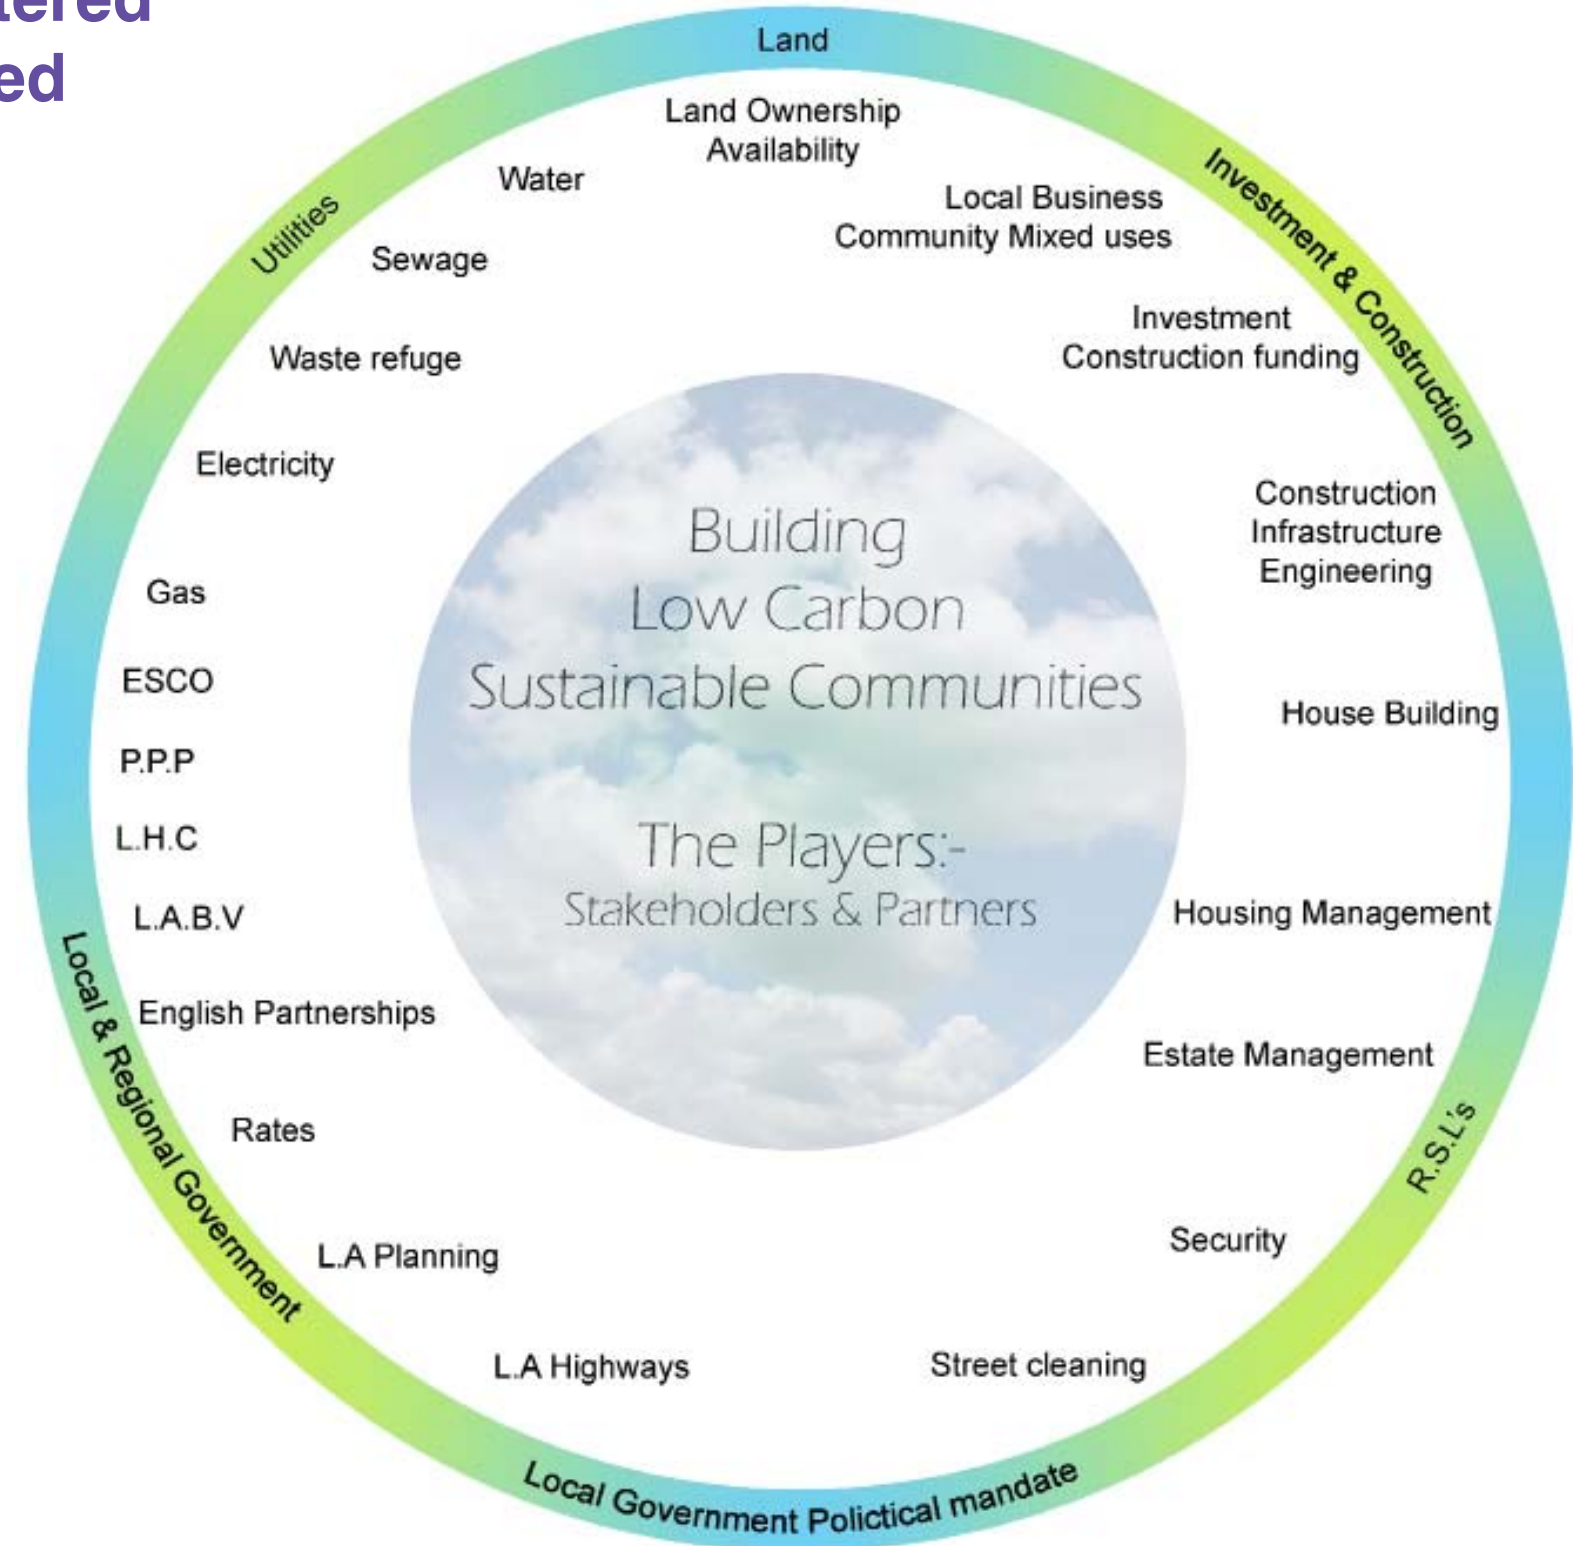 ed
Land
Investment & Construction
R.S.L's
Local Government Polictical mandate
Local & Regional Government
Utilities
Land Ownership
Availability
Local Business
Community Mixed uses
Investment
Construction funding
Construction
Infrastructure
Engineering
House Building
Housing Management
Estate Management
Security
Street cleaning
L.A Highways
L.A Planning
Rates
English Partnerships
L.A.B.V
L.H.C
P.P.P
ESCO
Gas
Electricity
Waste refuge
Sewage
Water
Building
Low Carbon
Sustainable Communities
The Players:-
Stakeholders & Partners